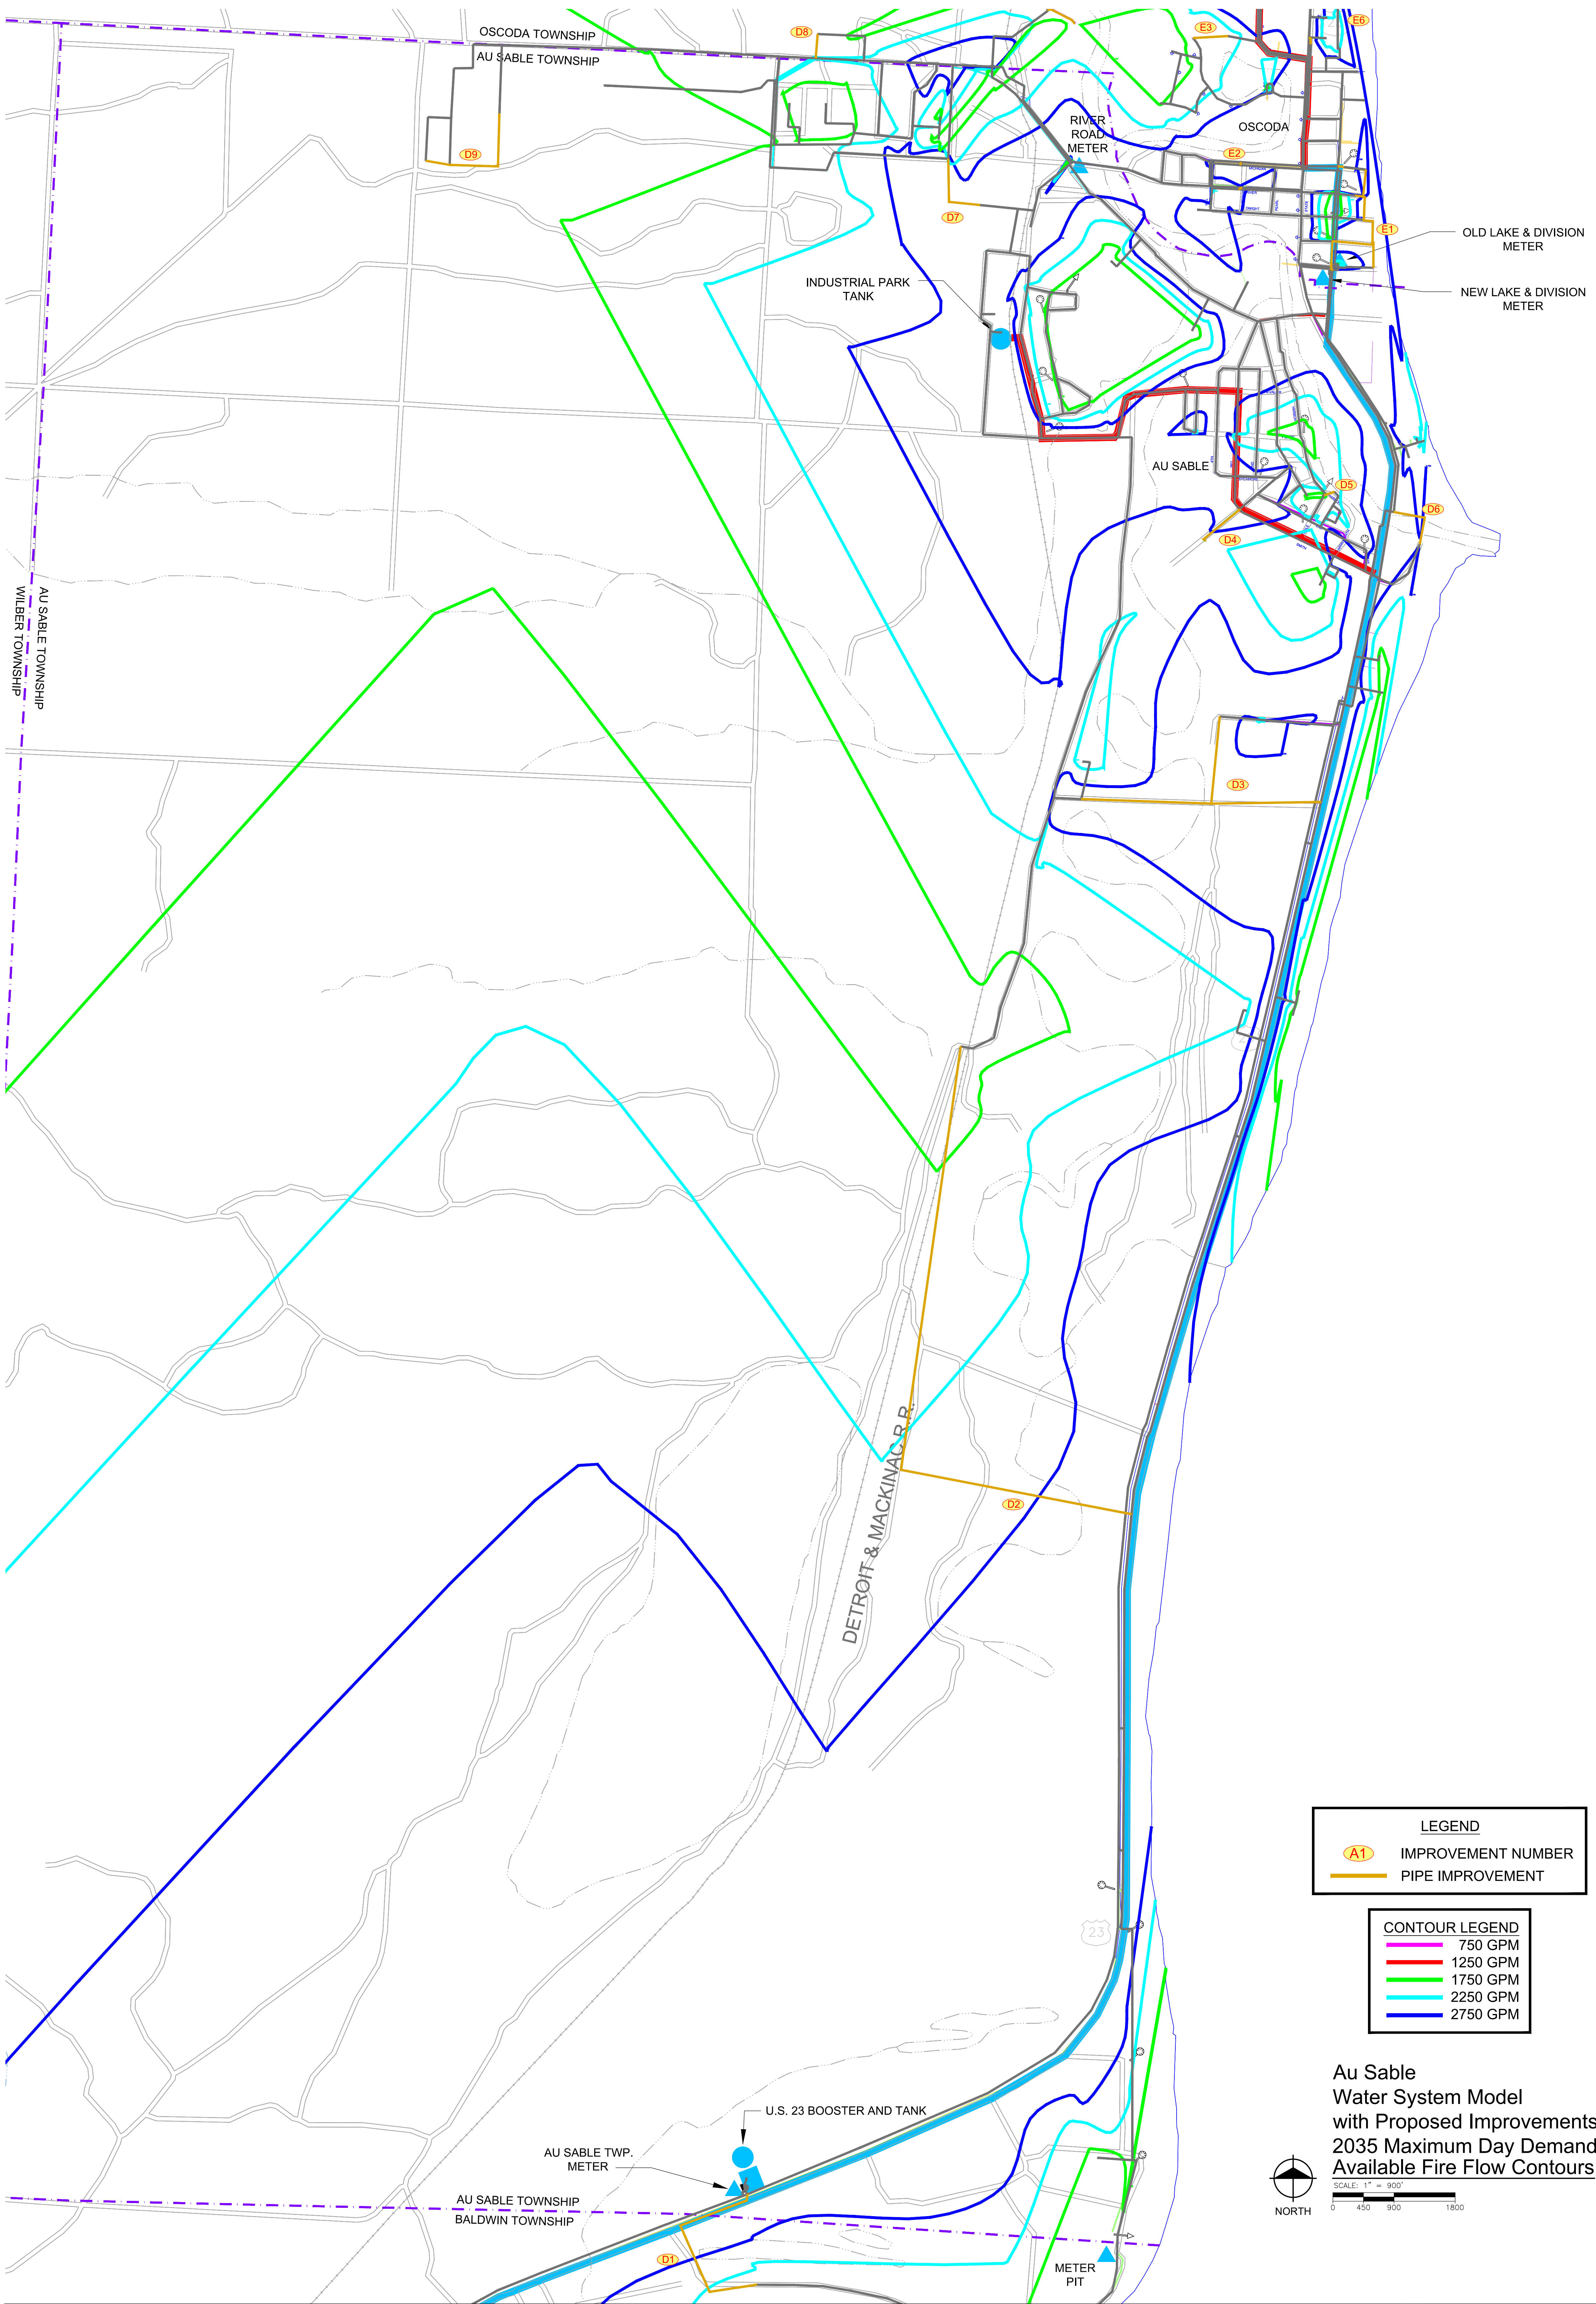 OSCODA TOWNSHIP
AU SABLE TOWNSHIP
D8
E3
E6
RIVER
ROAD
METER
OSCODA
D9
E2
D7
E1
OLD LAKE & DIVISION
METER
NEW LAKE & DIVISION
METER
INDUSTRIAL PARK
TANK
AU SABLE
D5
D6
D4
AU SABLE TOWNSHIP
WILBER TOWNSHIP
D3
DETROIT & MACKINAC R.R.
D2
23
LEGEND
A1 IMPROVEMENT NUMBER
PIPE IMPROVEMENT
CONTOUR LEGEND
750 GPM
1250 GPM
1750 GPM
2250 GPM
2750 GPM
Au Sable
Water System Model
with Proposed Improvements
2035 Maximum Day Demand
Available Fire Flow Contours
SCALE: 1" = 900'
0 450 900 1800
NORTH
U.S. 23 BOOSTER AND TANK
AU SABLE TWP.
METER
AU SABLE TOWNSHIP
BALDWIN TOWNSHIP
D1
METER
PIT